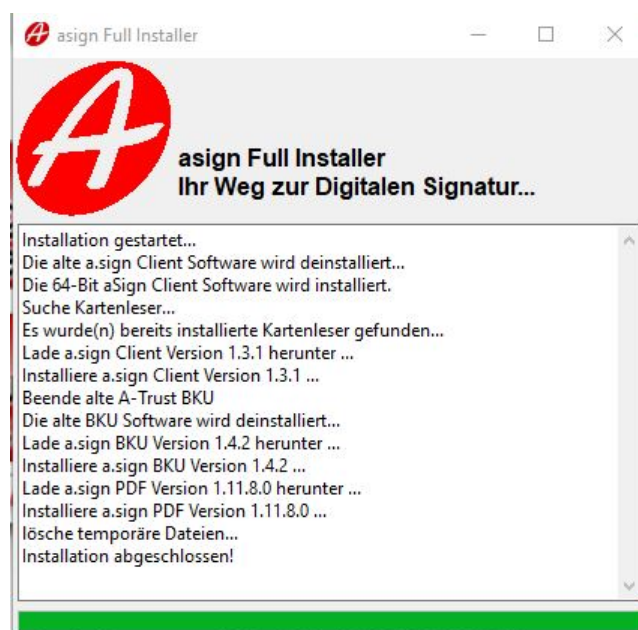 asign Full Installer
A
asign Full Installer
Ihr Weg zur Digitalen Signatur...
Installation gestartet...
Die alte a.sign Client Software wird deinstalliert...
Die 64-Bit aSign Client Software wird installiert.
Suche Kartenleser...
Es wurde(n) bereits installierte Kartenleser gefunden...
Lade a.sign Client Version 1.3.1 herunter ...
Installiere a.sign Client Version 1.3.1 ...
Beende alte A-Trust BKU
Die alte BKU Software wird deinstalliert...
Lade a.sign BKU Version 1.4.2 herunter ...
Installiere a.sign BKU Version 1.4.2 ...
Lade a.sign PDF Version 1.11.8.0 herunter ...
Installiere a.sign PDF Version 1.11.8.0 ...
lösche temporäre Dateien...
Installation abgeschlossen!